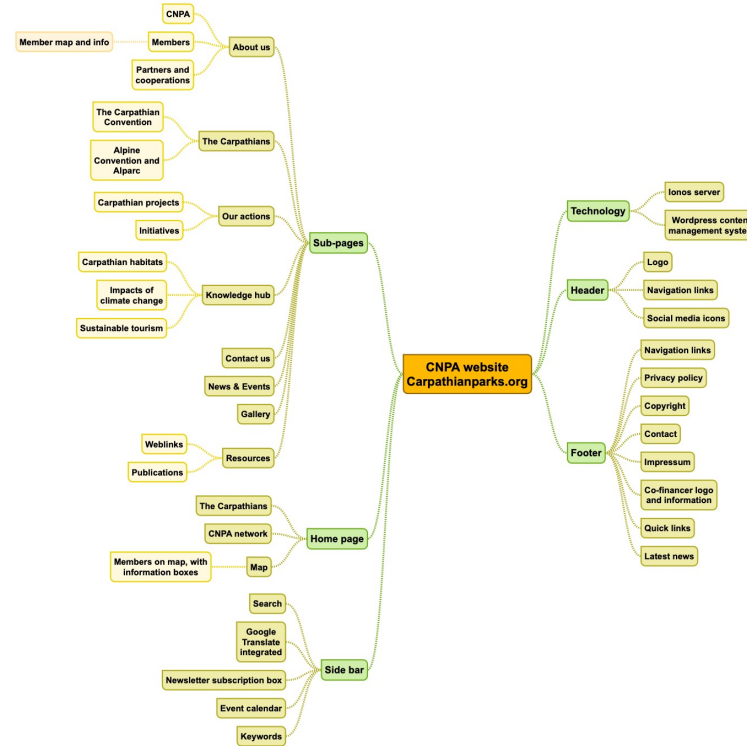 CNPA
Member map and info
Members
Partners and
cooperations
About us
The Carpathian
Convention
Alpine
Convention and
Alparc
The Carpathians
Carpathian projects
Initiatives
Our actions
Carpathian habitats
Impacts of
climate change
Sustainable tourism
Knowledge hub
Contact us
News & Events
Gallery
Weblinks
Publications
Resources
Sub-pages
The Carpathians
CNPA network
Members on map, with
information boxes
Map
Home page
Search
Google
Translate
integrated
Newsletter subscription box
Event calendar
Keywords
Side bar
CNPA website
Carpathianparks.org
Technology
Ionos server
Wordpress conten
management syste
Header
Logo
Navigation links
Social media icons
Footer
Navigation links
Privacy policy
Copyright
Contact
Impressum
Co-financer logo
and information
Quick links
Latest news